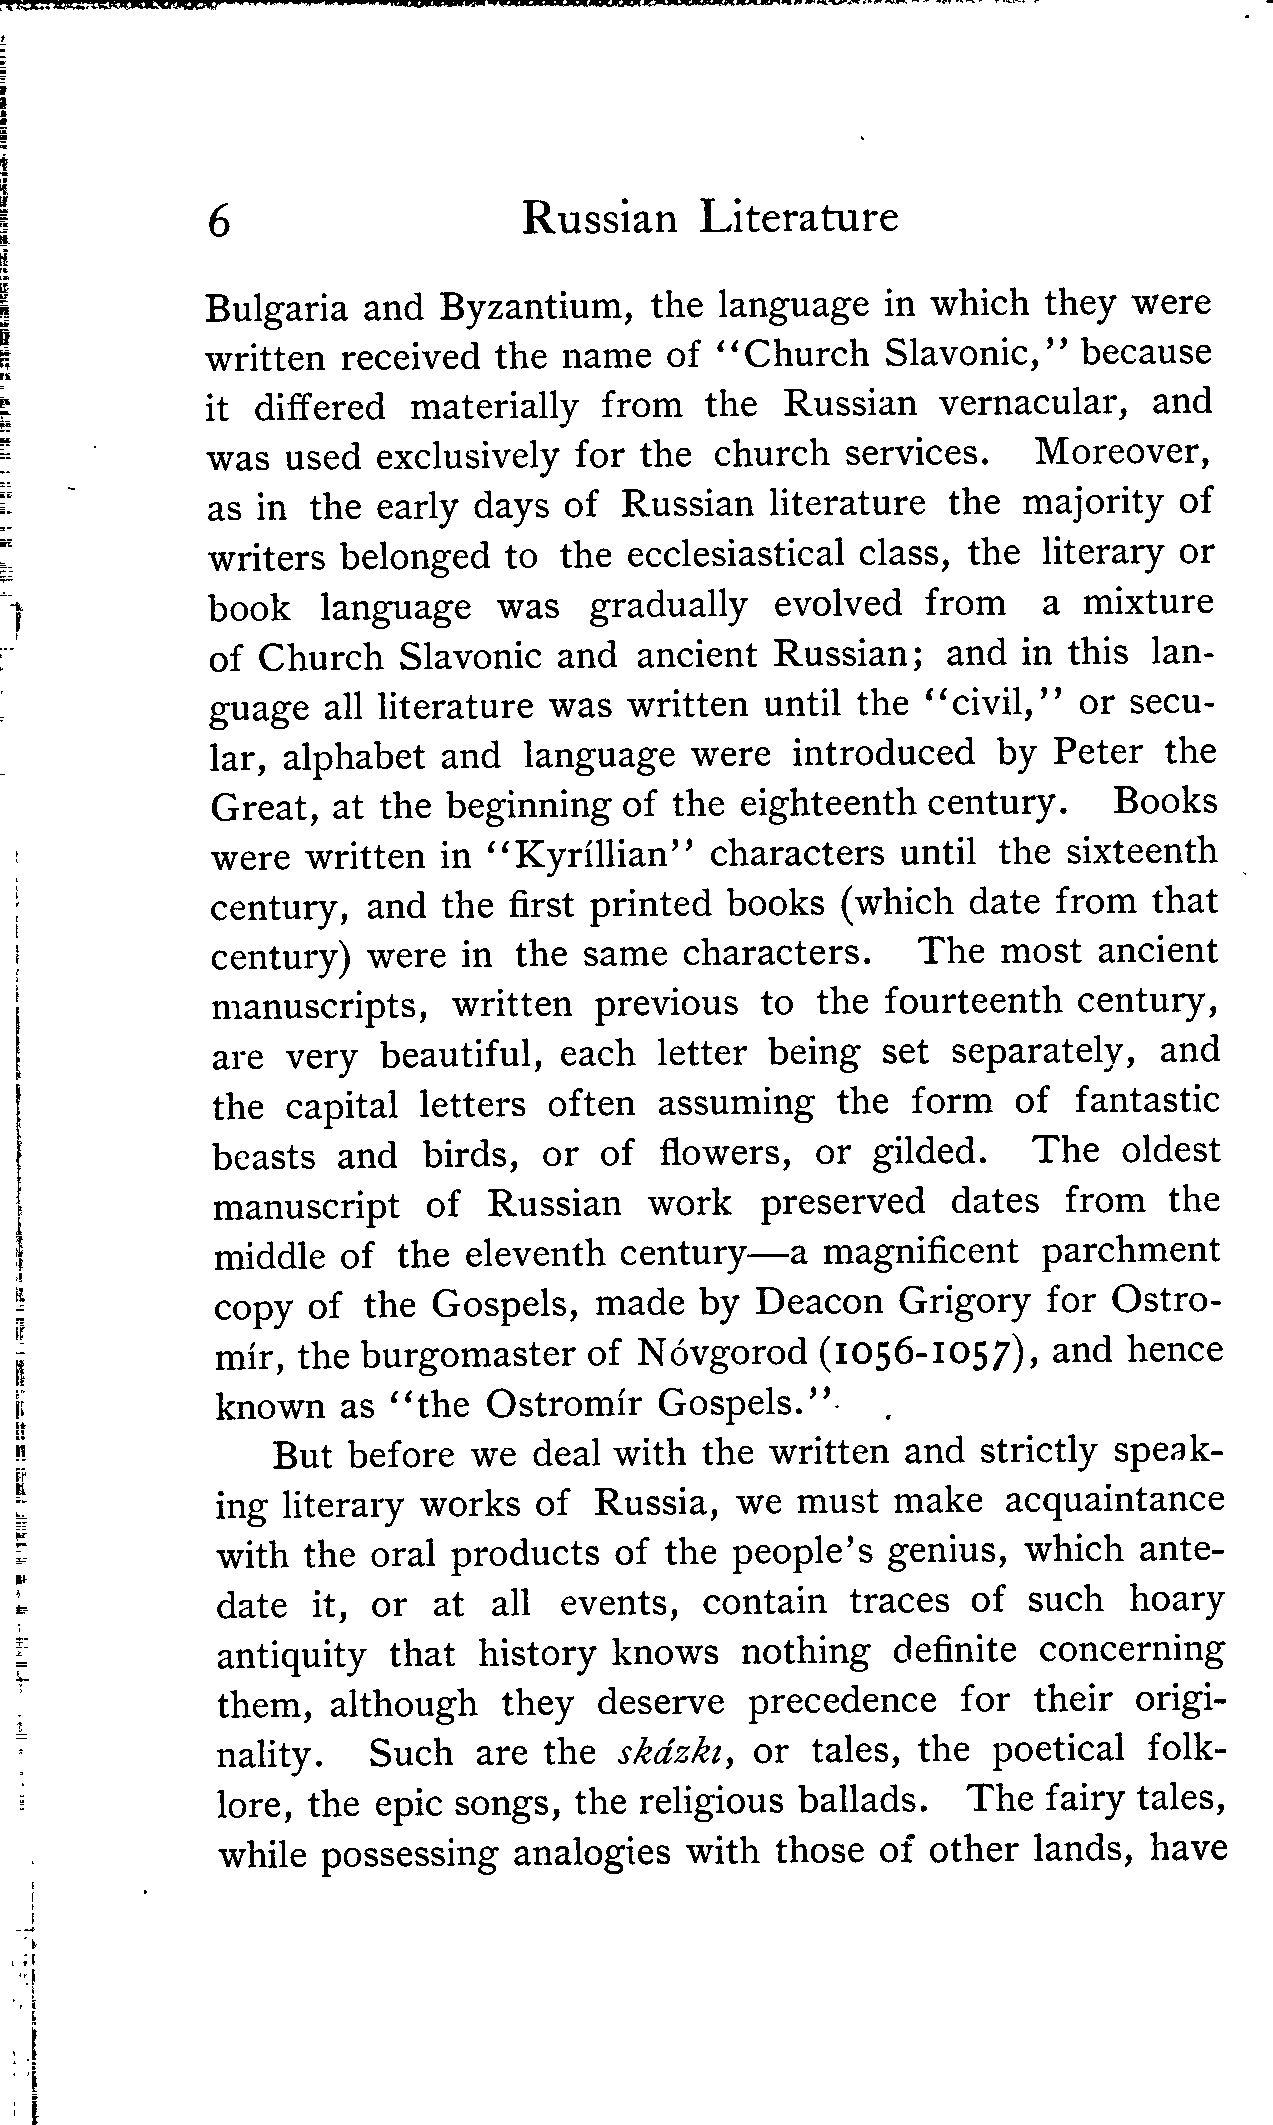 6 Russian Literature
Bulgaria and Byzantium, the language in which they were
written received the name of "Church Slavonic," because
it differed materially from the Russian vernacular, and
was used exclusively for the church services. Moreover,
as in the early days of Russian literature the majority of
writers belonged to the ecclesiastical class, the literary or
book language was gradually evolved from a mixture
of Church Slavonic and ancient Russian; and in this lan-
guage all literature was written until the "civil," or secu-
lar, alphabet and language were introduced by Peter the
Great, at the beginning of the eighteenth century. Books
were written in "Kyríllian" characters until the sixteenth
century, and the first printed books (which date from that
century) were in the same characters. The most ancient
manuscripts, written previous to the fourteenth century,
are very beautiful, each letter being set separately, and
the capital letters often assuming the form of fantastic
beasts and birds, or of flowers, or gilded. The oldest
manuscript of Russian work preserved dates from the
middle of the eleventh century—a magnificent parchment
copy of the Gospels, made by Deacon Grigory for Ostro-
mír, the burgomaster of Nóvgorod (1056-1057), and hence
known as "the Ostromír Gospels."
But before we deal with the written and strictly speak-
ing literary works of Russia, we must make acquaintance
with the oral products of the people's genius, which ante-
date it, or at all events, contain traces of such hoary
antiquity that history knows nothing definite concerning
them, although they deserve precedence for their origi-
nality. Such are the skázki, or tales, the poetical folk-
lore, the epic songs, the religious ballads. The fairy tales,
while possessing analogies with those of other lands, have